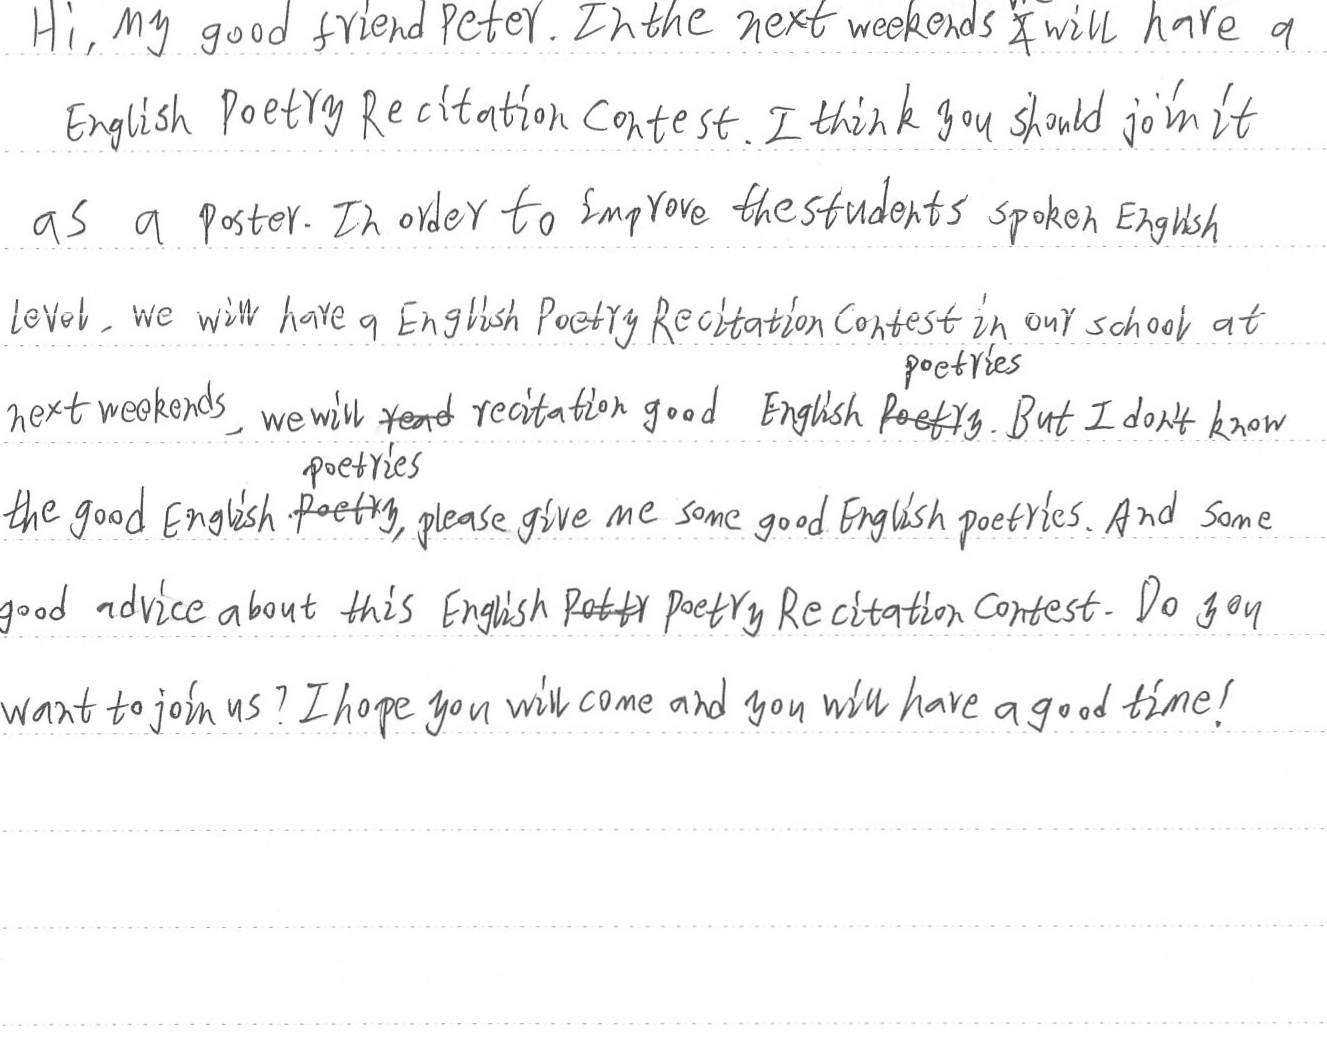 Hi, My good friend Peter. In the next weekends we will have a
English Poetry Recitation Contest. I think you should join it
as a poster. In order to improve the students spoken English
level, we will have a English Poetry Recitation Contest in our school at
next weekends, we will read recitation good English Poetry poetries. But I don't know
the good English Poetry poetries, please give me some good English poetries. And some
good advice about this English Pottr Poetry Recitation Contest. Do you
want to join us? I hope you will come and you will have a good time!